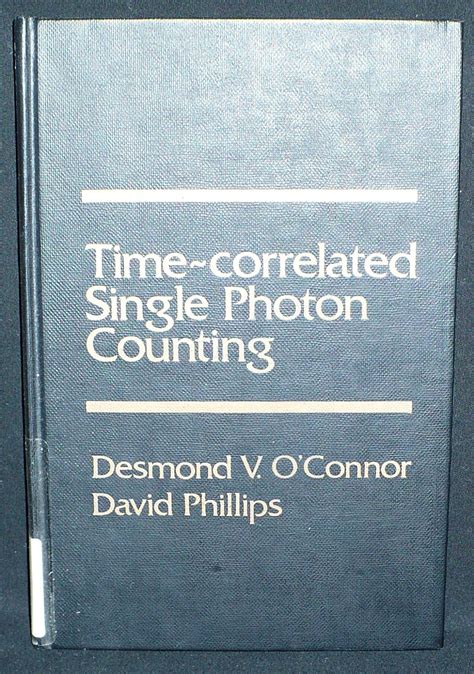 Time-correlated
Single Photon
Counting
Desmond V. O'Connor
David Phillips